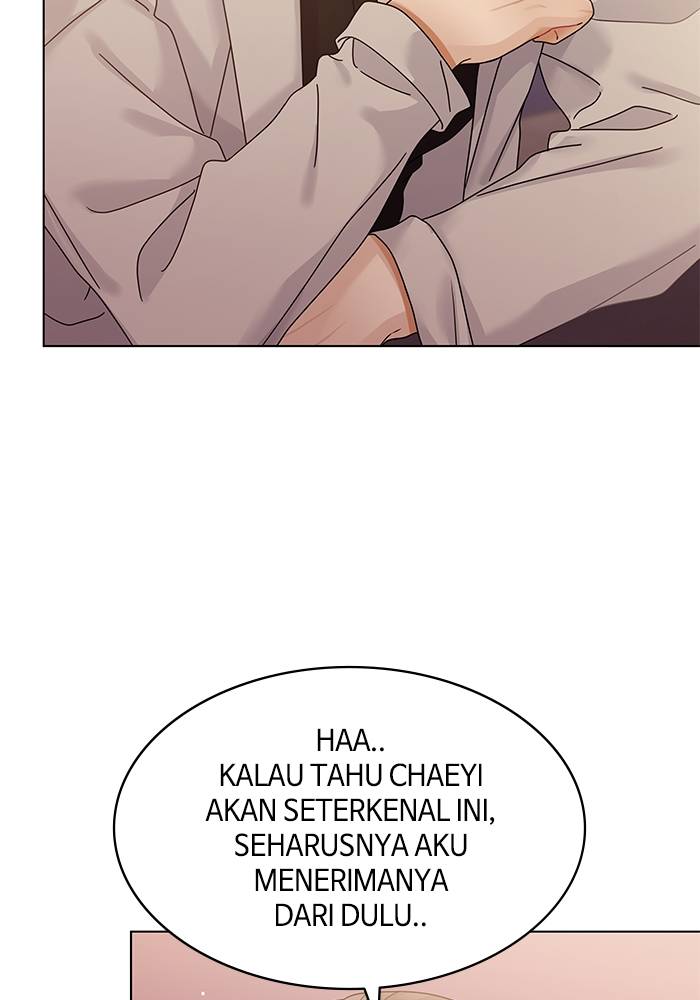 HAA..
KALAU TAHU CHAEYI
AKAN SETERKENAL INI,
SEHARUSNYA AKU
MENERIMANYA
DARI DULU..